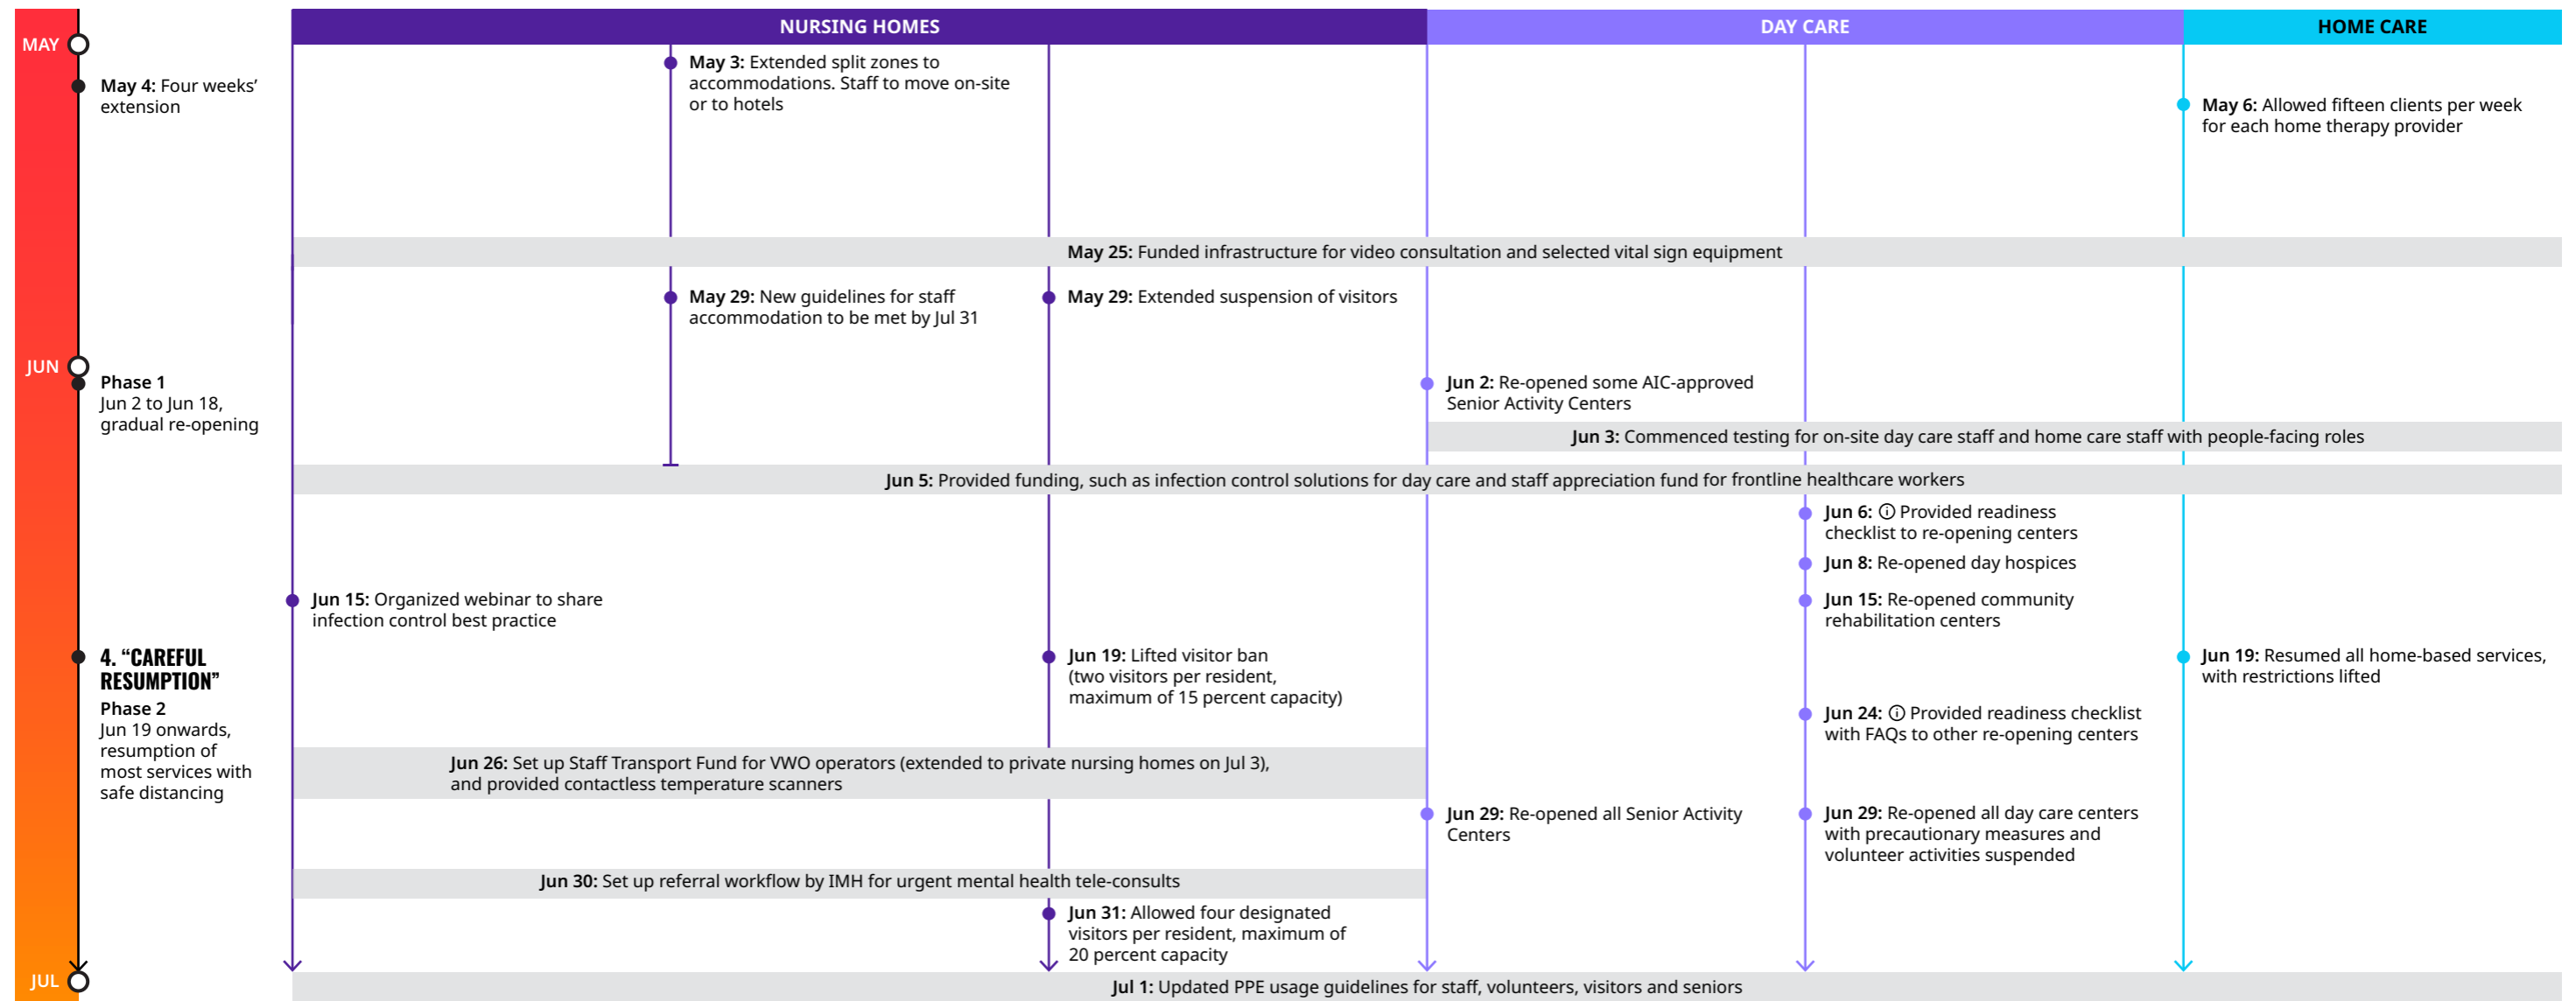 NURSING HOMES
DAY CARE
HOME CARE
MAY
May 4: Four weeks’
extension
May 3: Extended split zones to
accommodations. Staff to move on-site
or to hotels
May 6: Allowed fifteen clients per week
for each home therapy provider
May 25: Funded infrastructure for video consultation and selected vital sign equipment
May 29: New guidelines for staff
accommodation to be met by Jul 31
May 29: Extended suspension of visitors
JUN
Phase 1
Jun 2 to Jun 18,
gradual re-opening
Jun 2: Re-opened some AIC-approved
Senior Activity Centers
Jun 3: Commenced testing for on-site day care staff and home care staff with people-facing roles
Jun 5: Provided funding, such as infection control solutions for day care and staff appreciation fund for frontline healthcare workers
Jun 6: ⓘ Provided readiness
checklist to re-opening centers
Jun 8: Re-opened day hospices
Jun 15: Organized webinar to share
infection control best practice
Jun 15: Re-opened community
rehabilitation centers
4. “CAREFUL
RESUMPTION”
Phase 2
Jun 19 onwards,
resumption of
most services with
safe distancing
Jun 19: Lifted visitor ban
(two visitors per resident,
maximum of 15 percent capacity)
Jun 19: Resumed all home-based services,
with restrictions lifted
Jun 24: ⓘ Provided readiness checklist
with FAQs to other re-opening centers
Jun 26: Set up Staff Transport Fund for VWO operators (extended to private nursing homes on Jul 3),
and provided contactless temperature scanners
Jun 29: Re-opened all Senior Activity
Centers
Jun 29: Re-opened all day care centers
with precautionary measures and
volunteer activities suspended
Jun 30: Set up referral workflow by IMH for urgent mental health tele-consults
Jun 31: Allowed four designated
visitors per resident, maximum of
20 percent capacity
JUL
Jul 1: Updated PPE usage guidelines for staff, volunteers, visitors and seniors